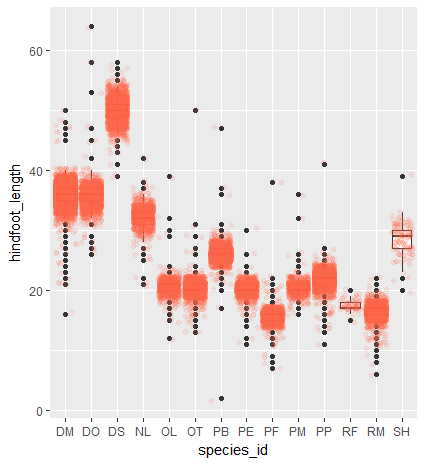 60
40
20
0
hindfoot_length
DM DO DS NL OL OT PB PE PF PM PP RF RM SH
species_id